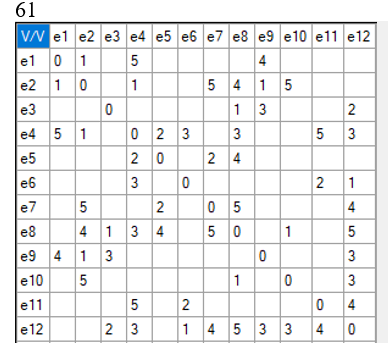 61
V/V e1 e2 e3 e4 e5 e6 e7 e8 e9 e10 e11 e12
e1 0 1 5 4
e2 1 0 1 5 4 1 5
e3 0 1 3 2
e4 5 1 0 2 3 3 5 3
e5 2 0 2 4
e6 3 0 2 1
e7 5 2 0 5 4
e8 4 1 3 4 5 0 1 5
e9 4 1 3 0 3
e10 5 1 0 3
e11 5 2 0 4
e12 2 3 1 4 5 3 3 4 0